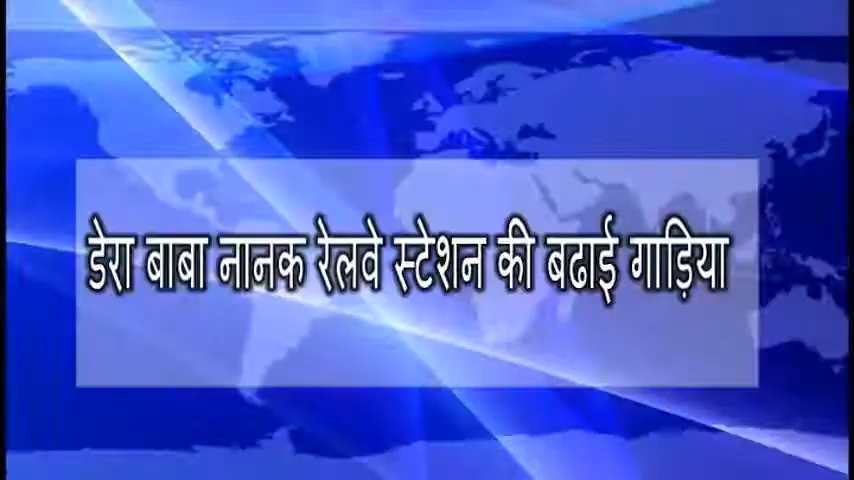 डेरा बाबा नानक रेलवे स्टेशन की बढाई गाड़िया